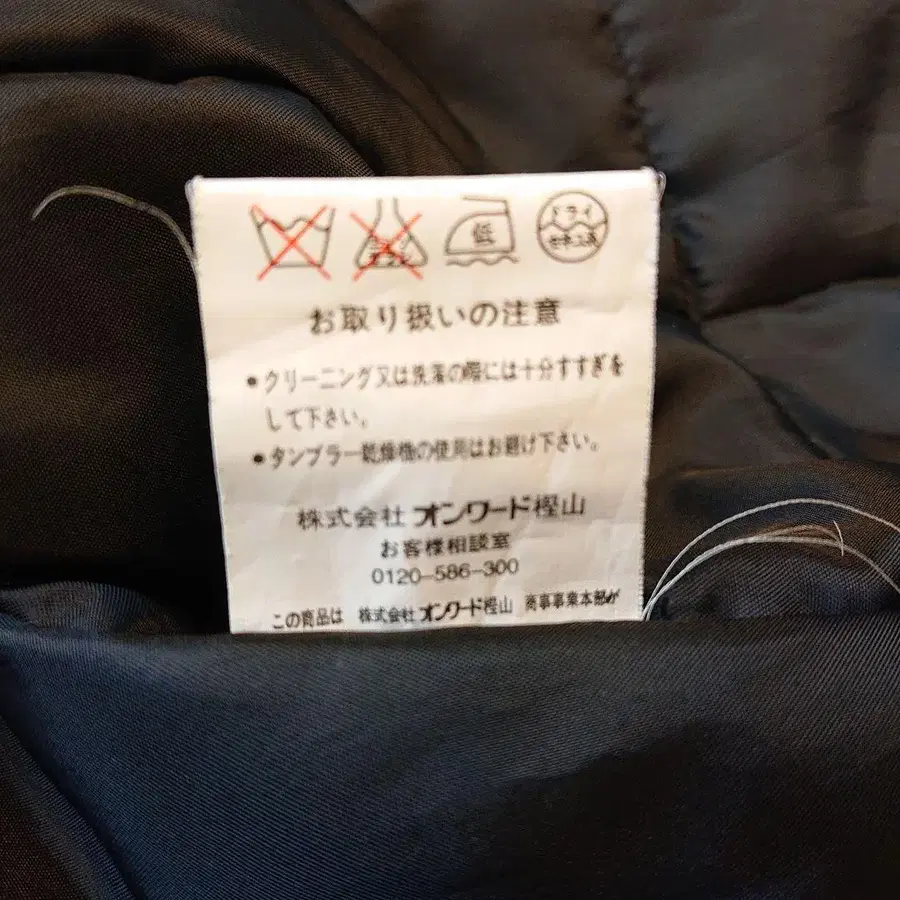 低 ドライ
セキユ系
お取り扱いの注意
●クリーニング又は洗濯の際には十分すすぎを
して下さい。
●タンブラー乾燥機の使用はお避け下さい。
株式会社 オンワード樫山
お客様相談室
0120–586–300
この商品は 株式会社 オンワード樫山 商事事業本部が